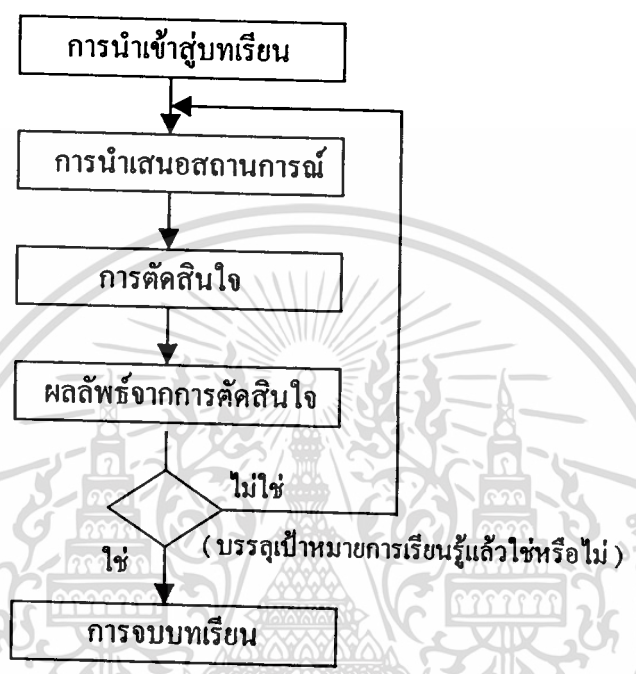 การนำเข้าสู่บทเรียน
การนำเสนอสถานการณ์
การตัดสินใจ
ผลลัพธ์จากการตัดสินใจ
ไม่ใช่
(บรรลุเป้าหมายการเรียนรู้แล้วใช่หรือไม่)
ใช่
การจบบทเรียน